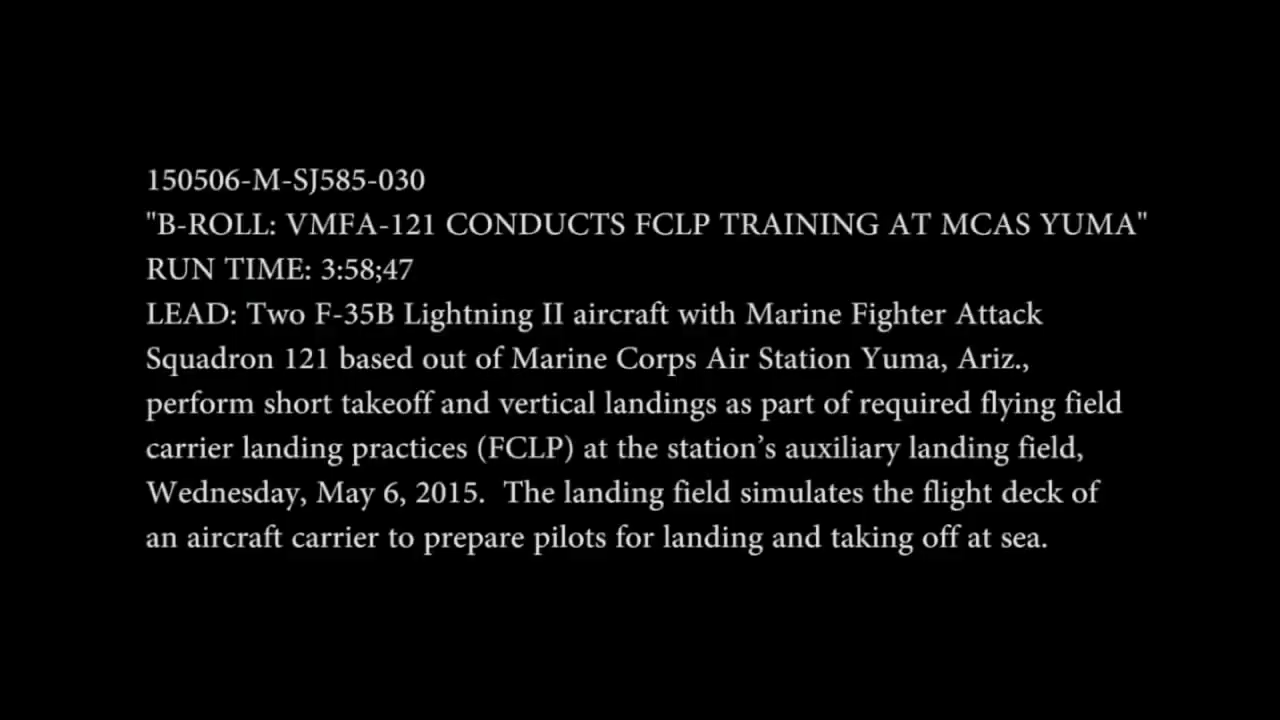 150506-M-SJ585-030
"B-ROLL: VMFA-121 CONDUCTS FCLP TRAINING AT MCAS YUMA"
RUN TIME: 3:58;47
LEAD: Two F-35B Lightning II aircraft with Marine Fighter Attack
Squadron 121 based out of Marine Corps Air Station Yuma, Ariz.,
perform short takeoff and vertical landings as part of required flying field
carrier landing practices (FCLP) at the station’s auxiliary landing field,
Wednesday, May 6, 2015.  The landing field simulates the flight deck of
an aircraft carrier to prepare pilots for landing and taking off at sea.